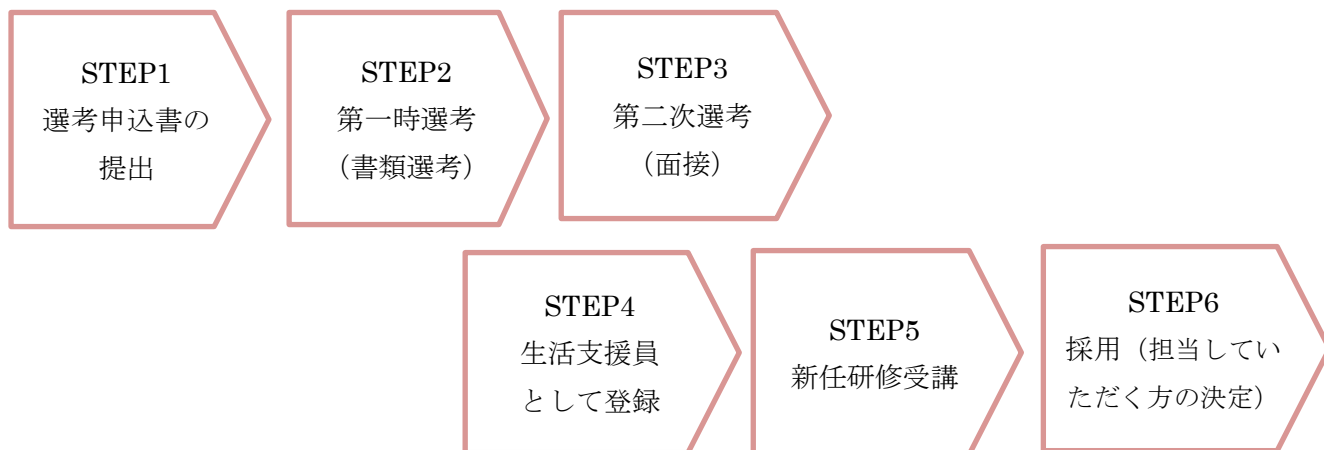 STEP1
選考申込書の
提出
STEP2
第一時選考
（書類選考）
STEP3
第二次選考
（面接）
STEP4
生活支援員
として登録
STEP5
新任研修受講
STEP6
採用（担当してい
ただく方の決定）